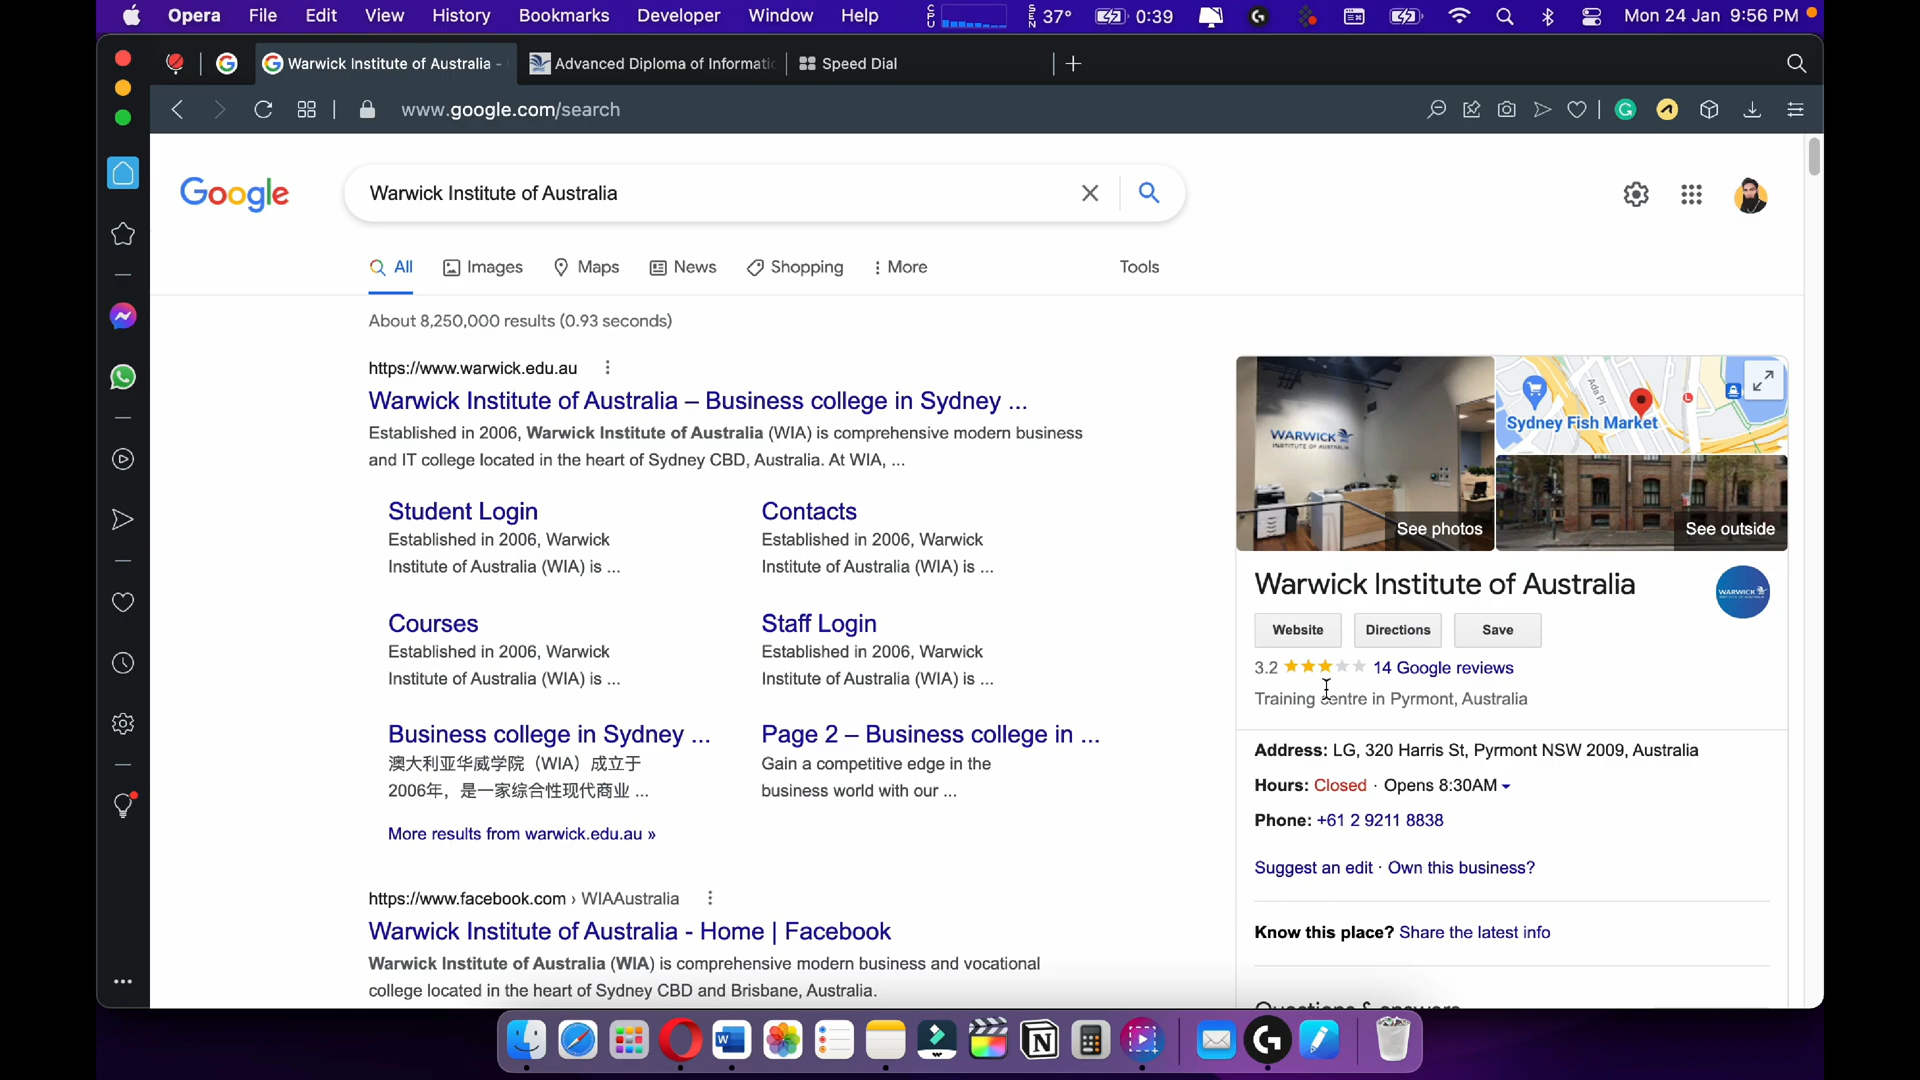 Opera File Edit View History Bookmarks Developer Window Help CPU SEN 37° 0:39 Mon 24 Jan 9:56 PM
Warwick Institute of Australia - Advanced Diploma of Informatic Speed Dial
www.google.com/search
Google
Warwick Institute of Australia
All Images Maps News Shopping More Tools
About 8,250,000 results (0.93 seconds)
https://www.warwick.edu.au
Warwick Institute of Australia – Business college in Sydney ...
Established in 2006, Warwick Institute of Australia (WIA) is comprehensive modern business
and IT college located in the heart of Sydney CBD, Australia. At WIA, ...
Student Login
Established in 2006, Warwick
Institute of Australia (WIA) is ...
Contacts
Established in 2006, Warwick
Institute of Australia (WIA) is ...
Courses
Established in 2006, Warwick
Institute of Australia (WIA) is ...
Staff Login
Established in 2006, Warwick
Institute of Australia (WIA) is ...
Business college in Sydney ...
澳大利亚华威学院（WIA）成立于
2006年，是一家综合性现代商业 ...
Page 2 – Business college in ...
Gain a competitive edge in the
business world with our ...
More results from warwick.edu.au »
https://www.facebook.com › WIAAustralia
Warwick Institute of Australia - Home | Facebook
Warwick Institute of Australia (WIA) is comprehensive modern business and vocational
college located in the heart of Sydney CBD and Brisbane, Australia.
WARWICK
INSTITUTE OF AUSTRALIA
See photos
Ada Pl
Sydney Fish Market
See outside
Warwick Institute of Australia
WARWICK
Website Directions Save
3.2 14 Google reviews
Training centre in Pyrmont, Australia
Address: LG, 320 Harris St, Pyrmont NSW 2009, Australia
Hours: Closed · Opens 8:30AM
Phone: +61 2 9211 8838
Suggest an edit · Own this business?
Know this place? Share the latest info
Questions & answers